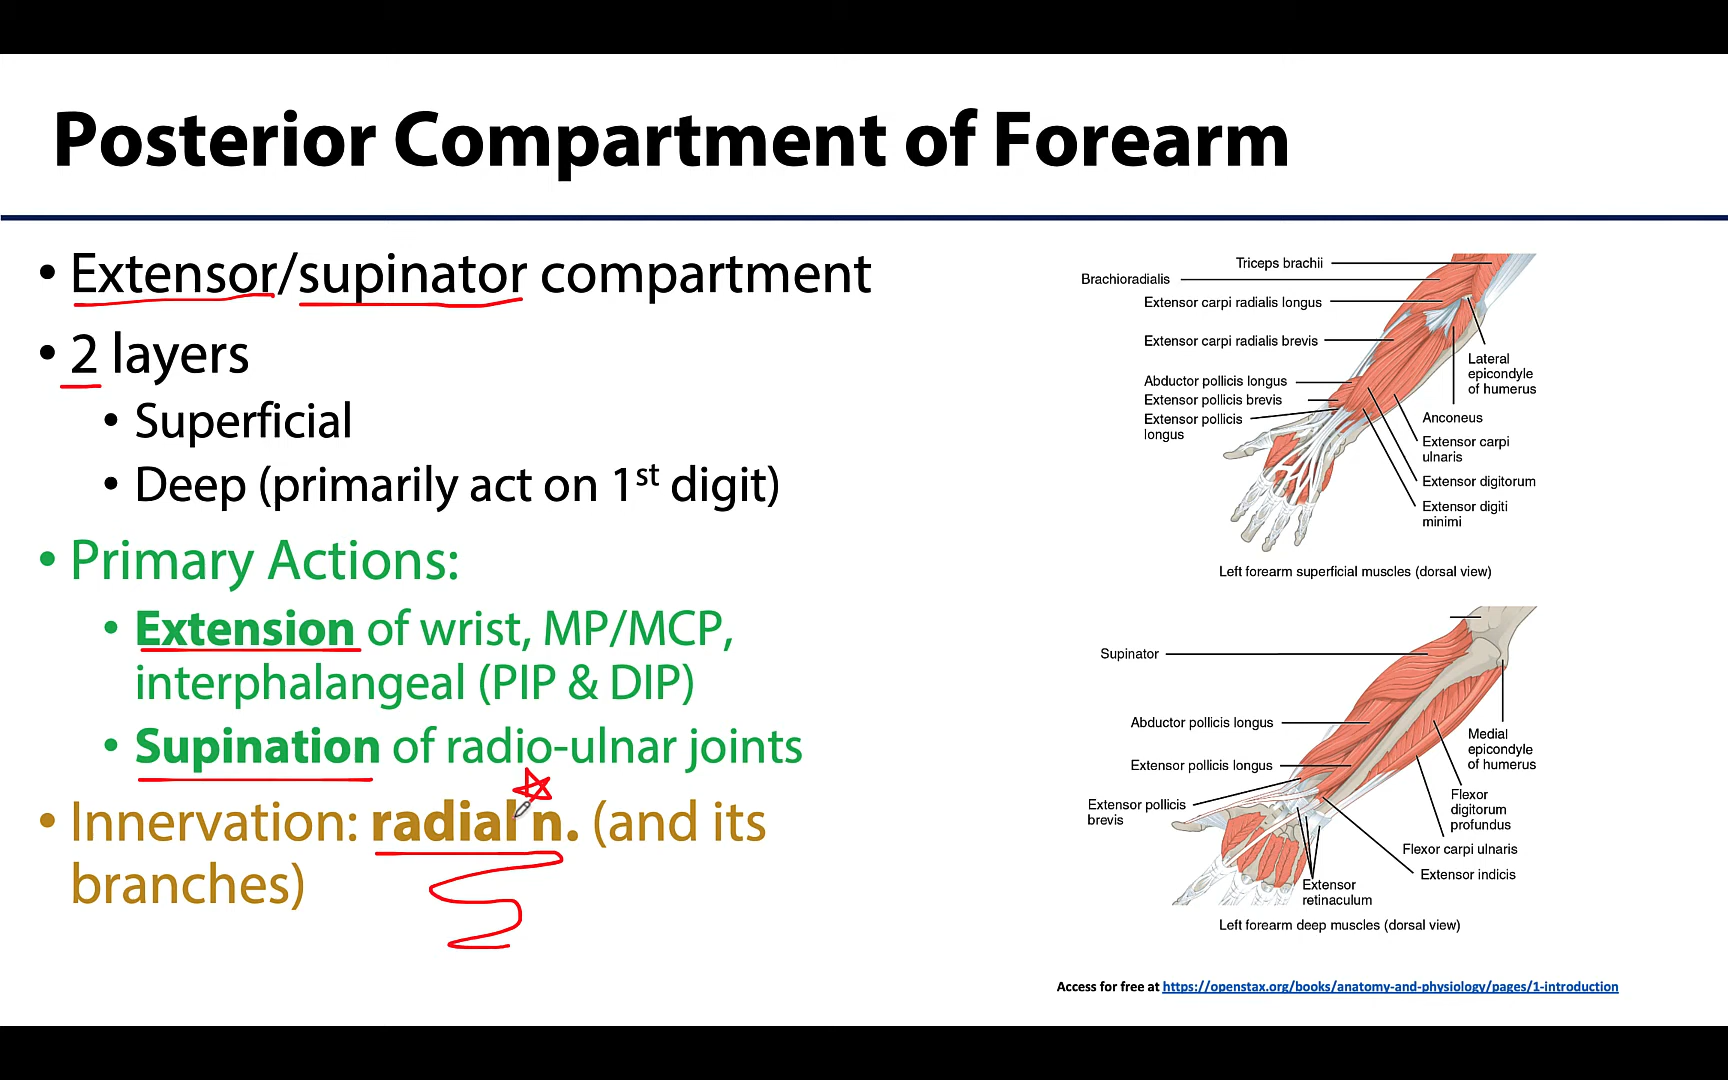 Posterior Compartment of Forearm
• Extensor/supinator compartment
• 2 layers
• Superficial
• Deep (primarily act on 1st digit)
• Primary Actions:
• Extension of wrist, MP/MCP,
interphalangeal (PIP & DIP)
• Supination of radio-ulnar joints
• Innervation: radial n. (and its
branches)
Triceps brachii
Brachioradialis
Extensor carpi radialis longus
Extensor carpi radialis brevis
Abductor pollicis longus
Extensor pollicis brevis
Extensor pollicis
longus
Lateral
epicondyle
of humerus
Anconeus
Extensor carpi
ulnaris
Extensor digitorum
Extensor digiti
minimi
Left forearm superficial muscles (dorsal view)
Supinator
Abductor pollicis longus
Extensor pollicis longus
Extensor pollicis
brevis
Medial
epicondyle
of humerus
Flexor
digitorum
profundus
Flexor carpi ulnaris
Extensor indicis
Extensor
retinaculum
Left forearm deep muscles (dorsal view)
Access for free at https://openstax.org/books/anatomy-and-physiology/pages/1-introduction